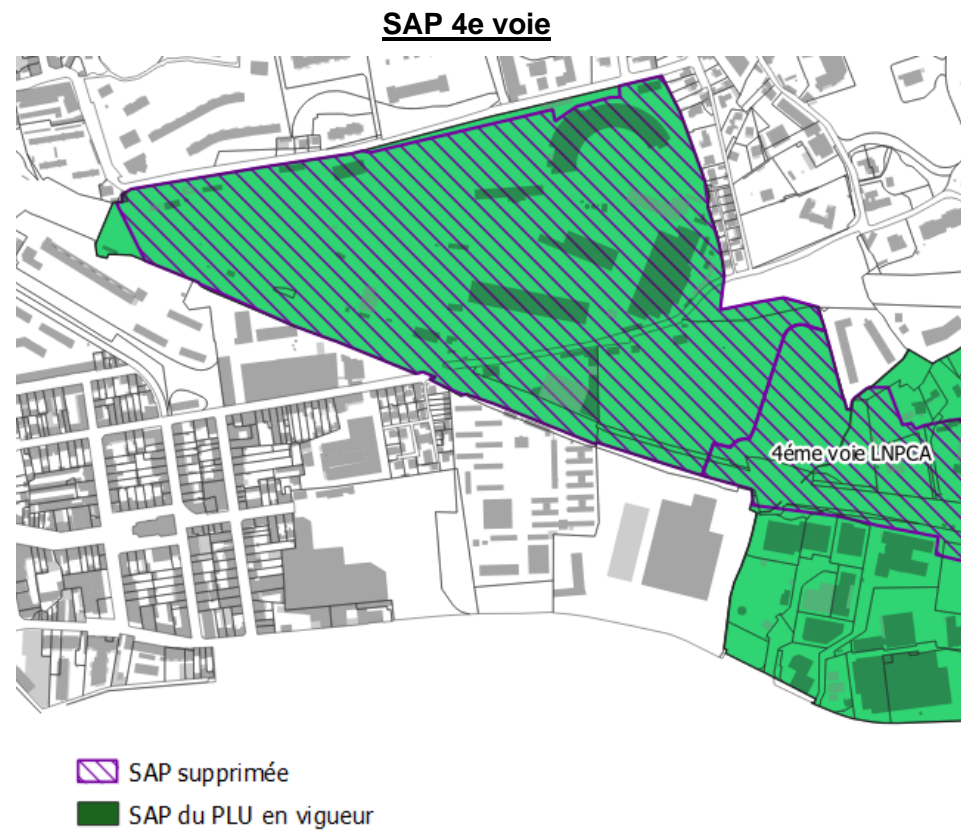 SAP 4e voie
4éme voie LNPCA
SAP supprimée
SAP du PLU en vigueur